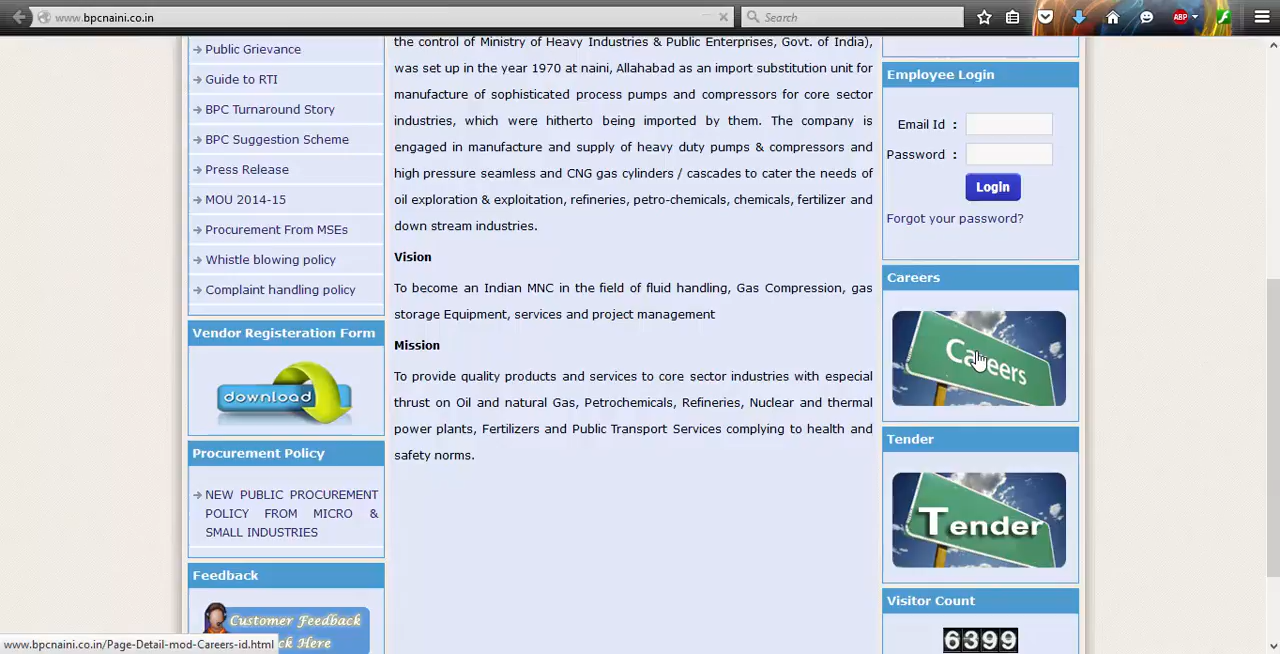 www.bpcnaini.co.in
Search
ABP
Public Grievance
Guide to RTI
BPC Turnaround Story
BPC Suggestion Scheme
Press Release
MOU 2014-15
Procurement From MSEs
Whistle blowing policy
Complaint handling policy
Vendor Registeration Form
download
Procurement Policy
NEW PUBLIC PROCUREMENT
POLICY FROM MICRO &
SMALL INDUSTRIES
Feedback
Customer Feedback
ck Here
the control of Ministry of Heavy Industries & Public Enterprises, Govt. of India),
was set up in the year 1970 at naini, Allahabad as an import substitution unit for
manufacture of sophisticated process pumps and compressors for core sector
industries, which were hitherto being imported by them. The company is
engaged in manufacture and supply of heavy duty pumps & compressors and
high pressure seamless and CNG gas cylinders / cascades to cater the needs of
oil exploration & exploitation, refineries, petro-chemicals, chemicals, fertilizer and
down stream industries.
Vision
To become an Indian MNC in the field of fluid handling, Gas Compression, gas
storage Equipment, services and project management
Mission
To provide quality products and services to core sector industries with especial
thrust on Oil and natural Gas, Petrochemicals, Refineries, Nuclear and thermal
power plants, Fertilizers and Public Transport Services complying to health and
safety norms.
Employee Login
Email Id :
Password :
Login
Forgot your password?
Careers
Careers
Tender
Tender
Visitor Count
6399
www.bpcnaini.co.in/Page-Detail-mod-Careers-id.html